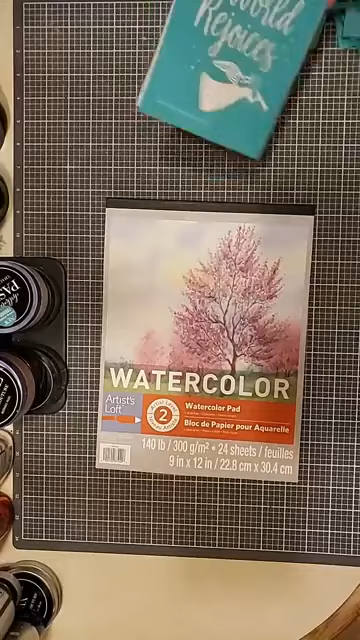 World
Rejoices
WATERCOLOR
Artist's
Loft
2
Watercolor Pad
Bloc de Papier pour Aquarelle
140 lb / 300 g/m² • 24 sheets / feuilles
9 in x 12 in / 22.8 cm x 30.4 cm